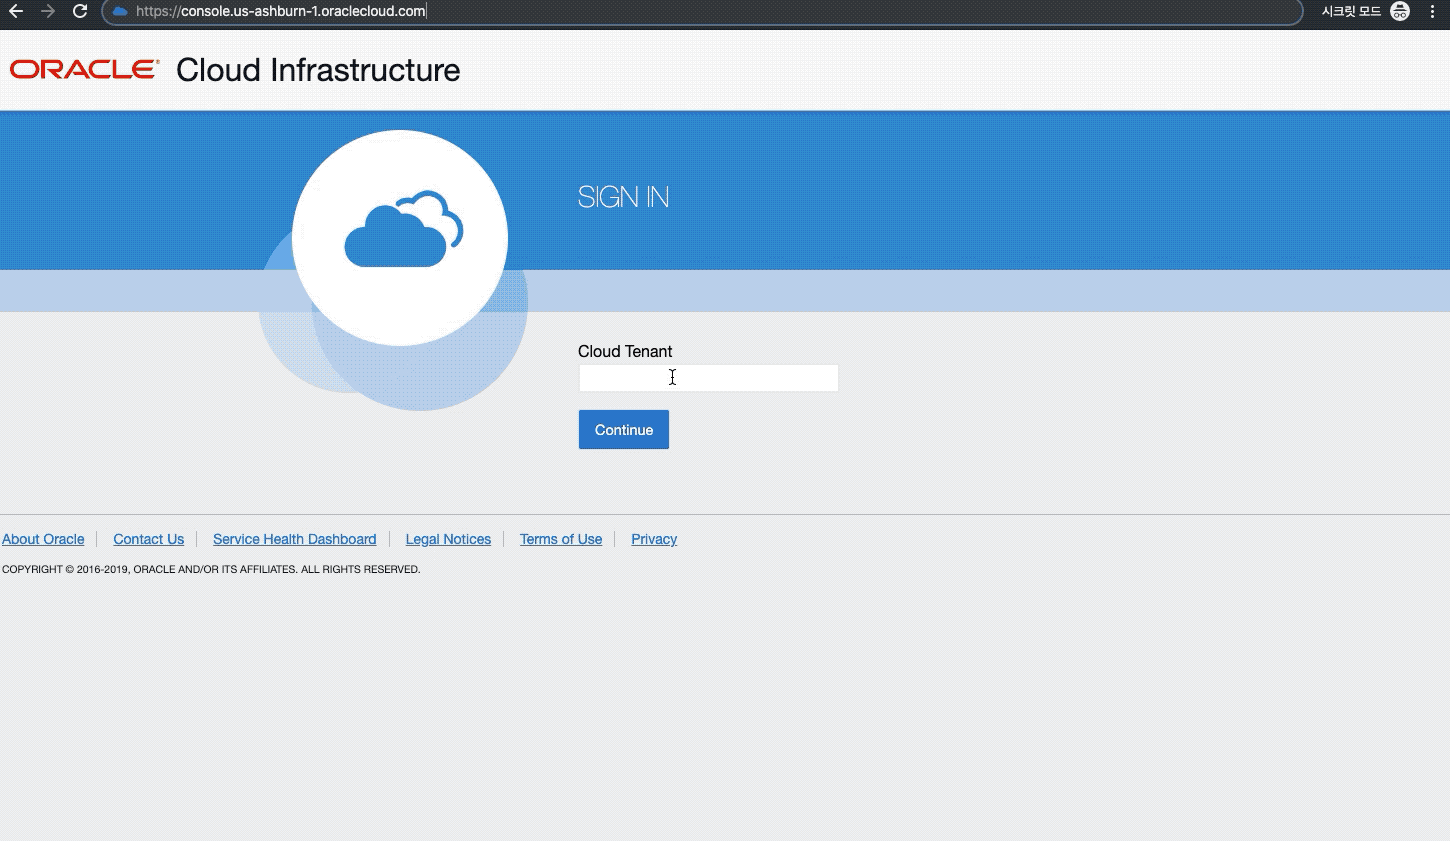 https://console.us-ashburn-1.oraclecloud.com
시크릿 모드
ORACLE® Cloud Infrastructure
SIGN IN
Cloud Tenant
Continue
About Oracle
Contact Us
Service Health Dashboard
Legal Notices
Terms of Use
Privacy
COPYRIGHT © 2016-2019, ORACLE AND/OR ITS AFFILIATES. ALL RIGHTS RESERVED.